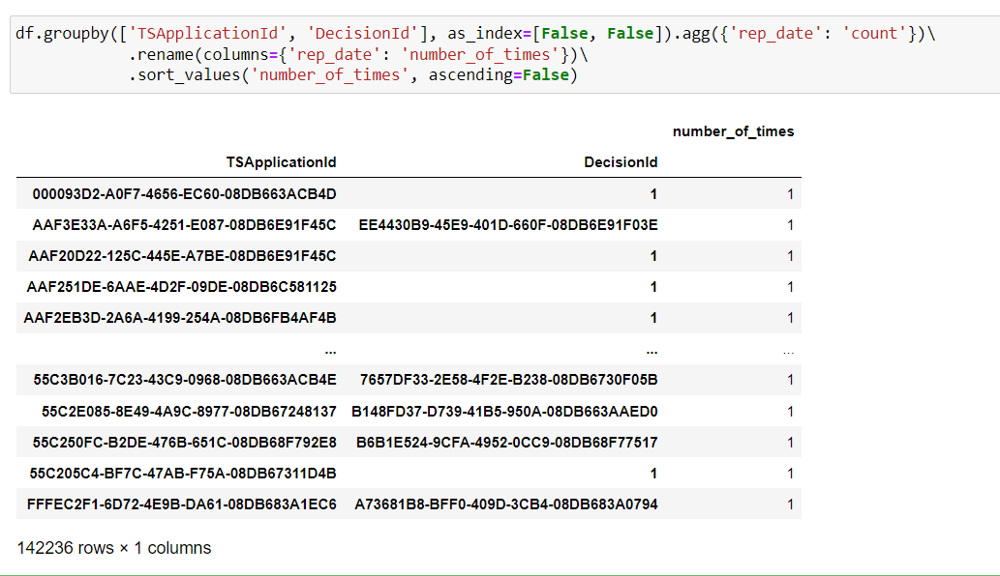 df.groupby(['TSApplicationId', 'DecisionId'], as_index=[False, False]).agg({'rep_date': 'count'})\
.rename(columns={'rep_date': 'number_of_times'})\
.sort_values('number_of_times', ascending=False)
number_of_times
TSApplicationId DecisionId
000093D2-A0F7-4656-EC60-08DB663ACB4D 1 1
AAF3E33A-A6F5-4251-E087-08DB6E91F45C EE4430B9-45E9-401D-660F-08DB6E91F03E 1
AAF20D22-125C-445E-A7BE-08DB6E91F45C 1 1
AAF251DE-6AAE-4D2F-09DE-08DB6C581125 1 1
AAF2EB3D-2A6A-4199-254A-08DB6FB4AF4B 1 1
... ... ...
55C3B016-7C23-43C9-0968-08DB663ACB4E 7657DF33-2E58-4F2E-B238-08DB6730F05B 1
55C2E085-8E49-4A9C-8977-08DB67248137 B148FD37-D739-41B5-950A-08DB663AAED0 1
55C250FC-B2DE-476B-651C-08DB68F792E8 B6B1E524-9CFA-4952-0CC9-08DB68F77517 1
55C205C4-BF7C-47AB-F75A-08DB67311D4B 1 1
FFFEC2F1-6D72-4E9B-DA61-08DB683A1EC6 A73681B8-BFF0-409D-3CB4-08DB683A0794 1
142236 rows × 1 columns